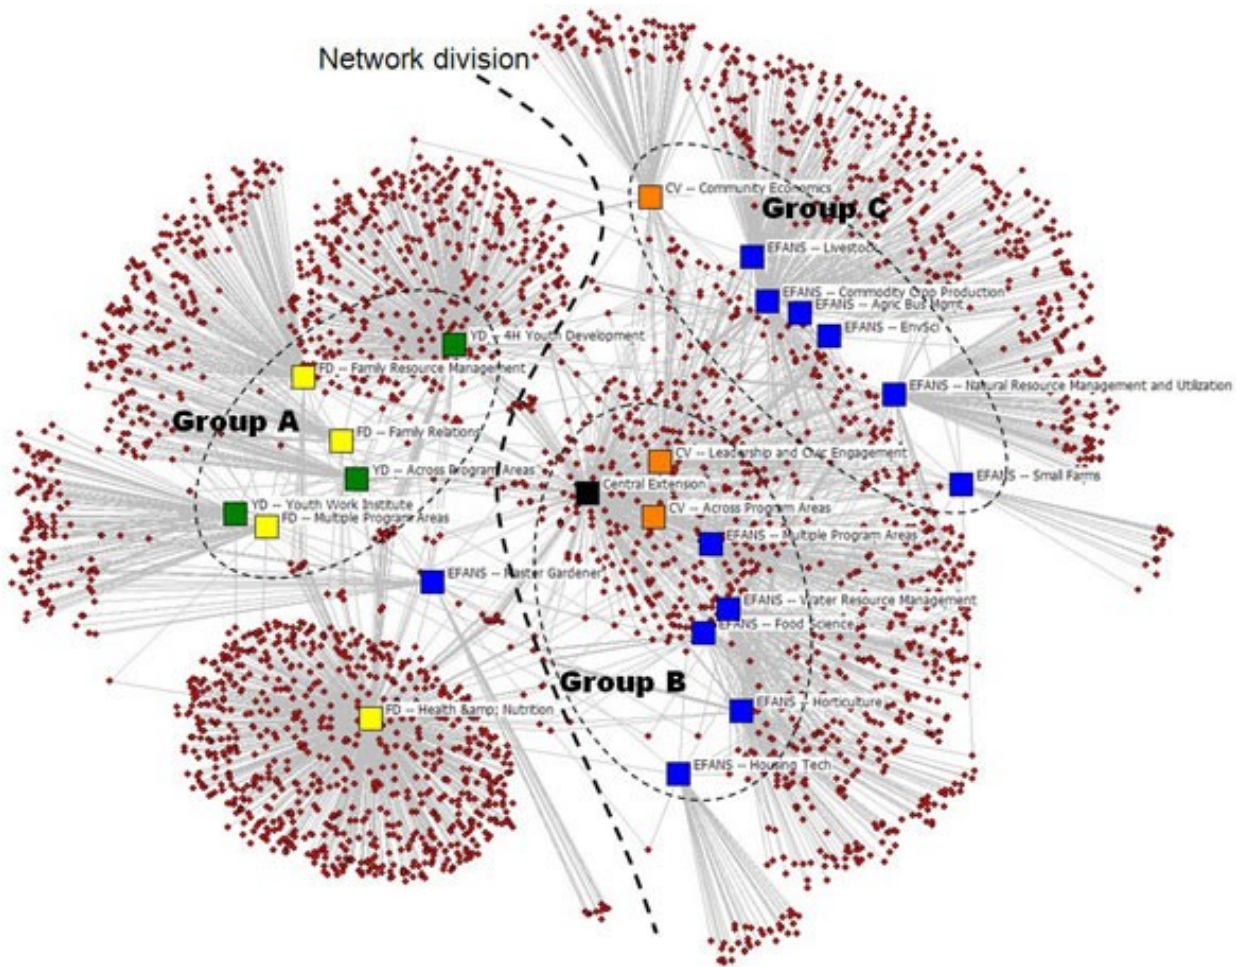 Network division
CV -- Community Economics
Group C
EFANS -- Livestock
EFANS -- Commodity Crop Production
EFANS -- Agric Bus Mgmt
EFANS -- EnvSci
YD -- 4H Youth Development
FD -- Family Resource Management
EFANS -- Natural Resource Management and Utilization
Group A
FD -- Family Relations
YD -- Across Program Areas
CV -- Leadership and Civic Engagement
Central Extension
EFANS -- Small Farms
YD -- Youth Work Institute
FD -- Multiple Program Areas
CV -- Across Program Areas
EFANS -- Multiple Program Areas
EFANS -- Master Gardener
EFANS -- Water Resource Management
EFANS -- Food Science
Group B
FD -- Health &amp; Nutrition
EFANS -- Horticulture
EFANS -- Housing Tech